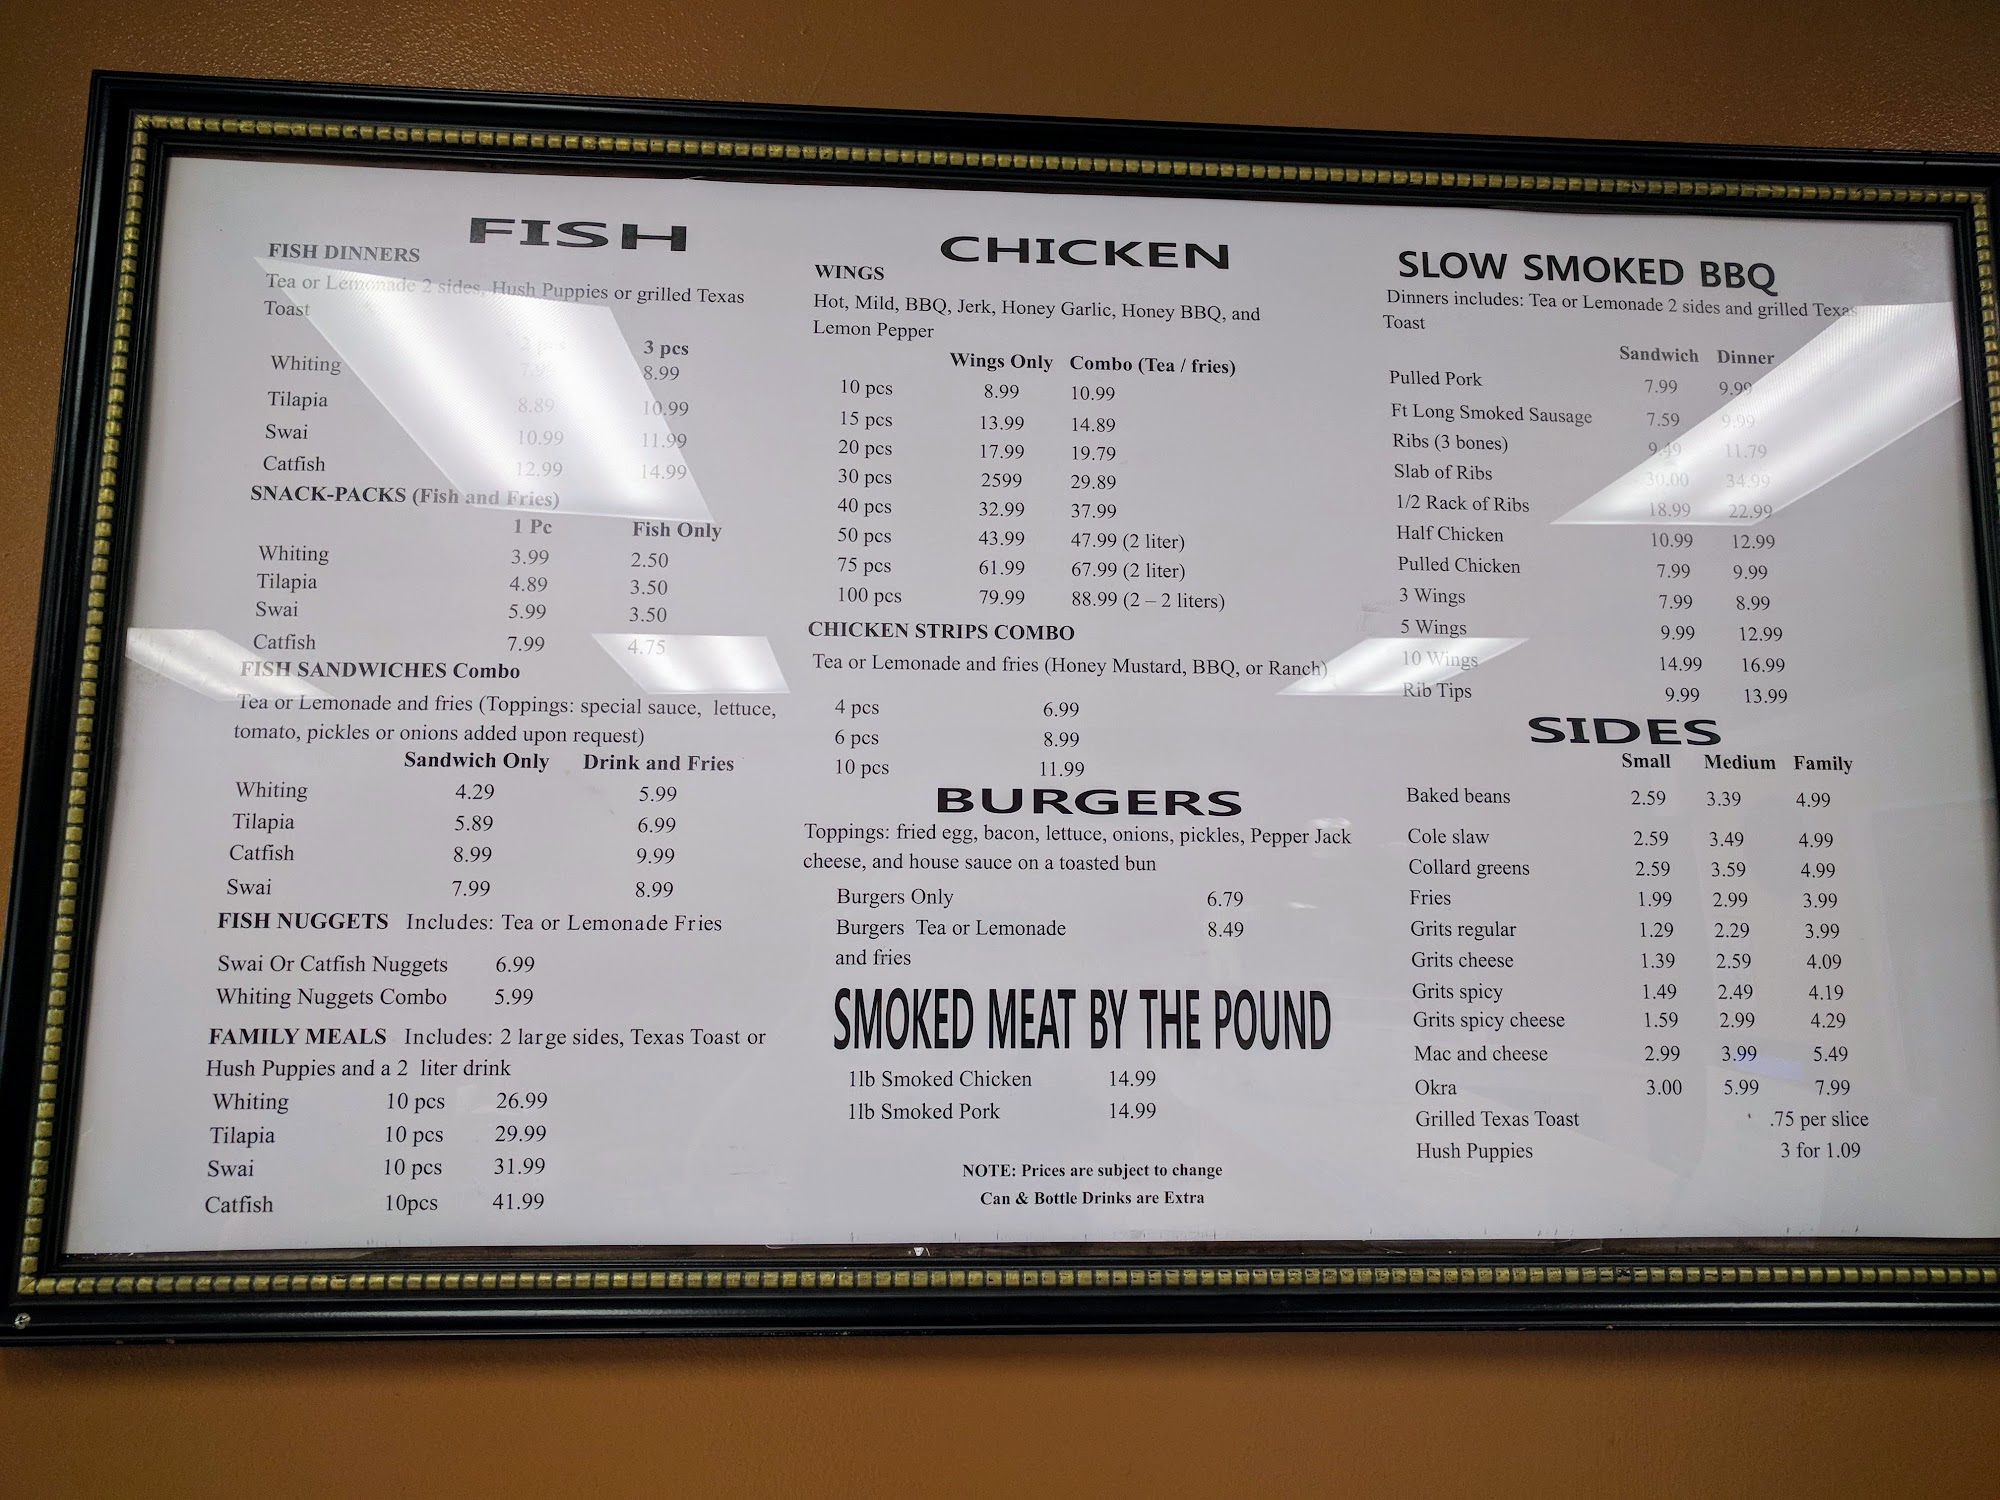 FISH
FISH DINNERS
Tea or Lemonade 2 sides, Hush Puppies or grilled Texas
Toast
2 pcs 3 pcs
Whiting 7.99 8.99
Tilapia 8.89 10.99
Swai 10.99 11.99
Catfish 12.99 14.99
SNACK-PACKS (Fish and Fries)
1 Pc Fish Only
Whiting 3.99 2.50
Tilapia 4.89 3.50
Swai 5.99 3.50
Catfish 7.99 4.75
FISH SANDWICHES Combo
Tea or Lemonade and fries (Toppings: special sauce, lettuce,
tomato, pickles or onions added upon request)
Sandwich Only Drink and Fries
Whiting 4.29 5.99
Tilapia 5.89 6.99
Catfish 8.99 9.99
Swai 7.99 8.99
FISH NUGGETS Includes: Tea or Lemonade Fries
Swai Or Catfish Nuggets 6.99
Whiting Nuggets Combo 5.99
FAMILY MEALS Includes: 2 large sides, Texas Toast or
Hush Puppies and a 2 liter drink
Whiting 10 pcs 26.99
Tilapia 10 pcs 29.99
Swai 10 pcs 31.99
Catfish 10pcs 41.99
CHICKEN
WINGS
Hot, Mild, BBQ, Jerk, Honey Garlic, Honey BBQ, and
Lemon Pepper
Wings Only Combo (Tea / fries)
10 pcs 8.99 10.99
15 pcs 13.99 14.89
20 pcs 17.99 19.79
30 pcs 2599 29.89
40 pcs 32.99 37.99
50 pcs 43.99 47.99 (2 liter)
75 pcs 61.99 67.99 (2 liter)
100 pcs 79.99 88.99 (2 – 2 liters)
CHICKEN STRIPS COMBO
Tea or Lemonade and fries (Honey Mustard, BBQ, or Ranch)
4 pcs 6.99
6 pcs 8.99
10 pcs 11.99
BURGERS
Toppings: fried egg, bacon, lettuce, onions, pickles, Pepper Jack
cheese, and house sauce on a toasted bun
Burgers Only 6.79
Burgers Tea or Lemonade 8.49
and fries
SMOKED MEAT BY THE POUND
1lb Smoked Chicken 14.99
1lb Smoked Pork 14.99
NOTE: Prices are subject to change
Can & Bottle Drinks are Extra
SLOW SMOKED BBQ
Dinners includes: Tea or Lemonade 2 sides and grilled Texas
Toast
Sandwich Dinner
Pulled Pork 7.99 9.99
Ft Long Smoked Sausage 7.59 9.99
Ribs (3 bones) 9.49 11.79
Slab of Ribs 30.00 34.99
1/2 Rack of Ribs 18.99 22.99
Half Chicken 10.99 12.99
Pulled Chicken 7.99 9.99
3 Wings 7.99 8.99
5 Wings 9.99 12.99
10 Wings 14.99 16.99
Rib Tips 9.99 13.99
SIDES
Small Medium Family
Baked beans 2.59 3.39 4.99
Cole slaw 2.59 3.49 4.99
Collard greens 2.59 3.59 4.99
Fries 1.99 2.99 3.99
Grits regular 1.29 2.29 3.99
Grits cheese 1.39 2.59 4.09
Grits spicy 1.49 2.49 4.19
Grits spicy cheese 1.59 2.99 4.29
Mac and cheese 2.99 3.99 5.49
Okra 3.00 5.99 7.99
Grilled Texas Toast .75 per slice
Hush Puppies 3 for 1.09